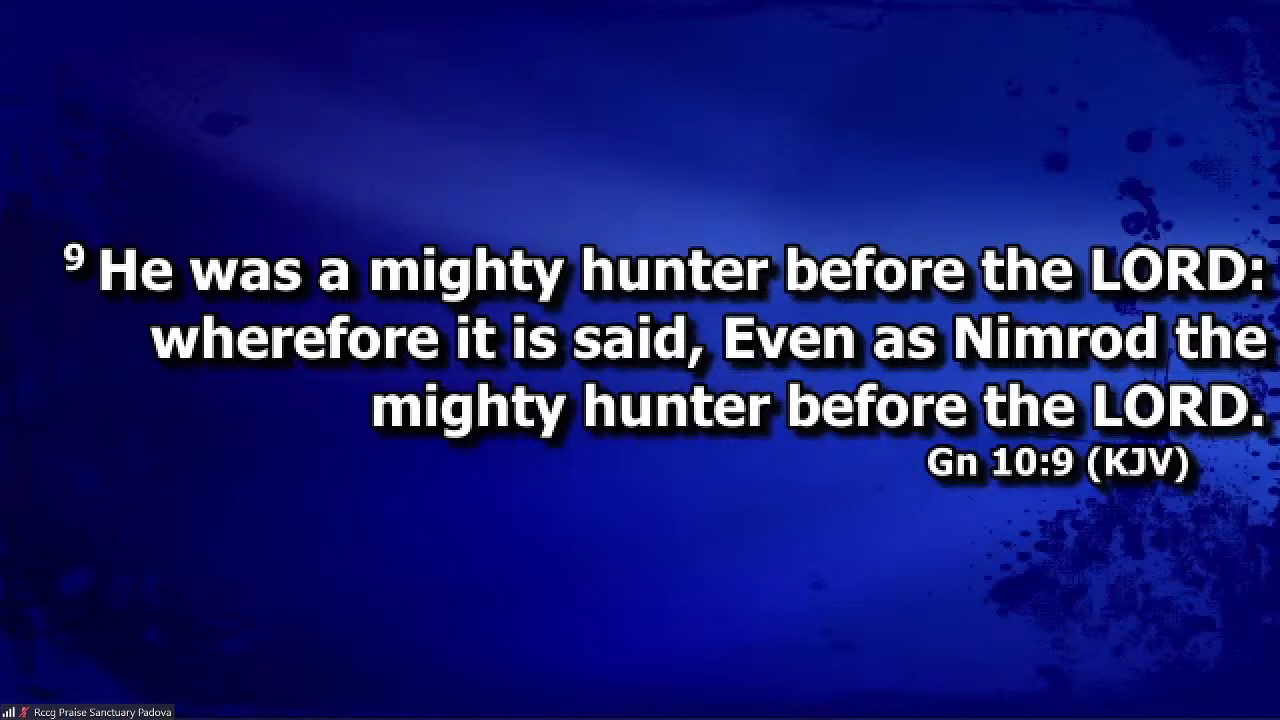 9 He was a mighty hunter before the LORD:
wherefore it is said, Even as Nimrod the
mighty hunter before the LORD.
Gn 10:9 (KJV)
Rccg Praise Sanctuary Padova